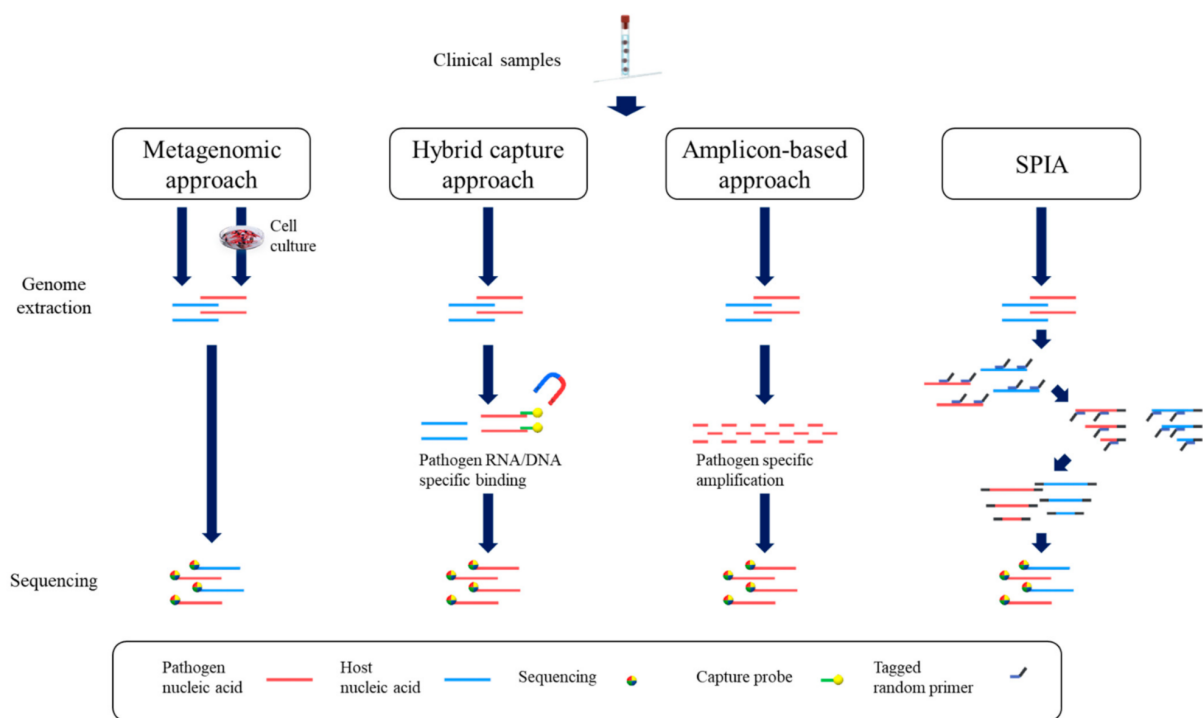 Clinical samples
Metagenomic
approach
Hybrid capture
approach
Amplicon-based
approach
SPIA
Cell
culture
Genome
extraction
Pathogen RNA/DNA
specific binding
Pathogen specific
amplification
Sequencing
Pathogen
nucleic acid
Host
nucleic acid
Sequencing
Capture probe
Tagged
random primer